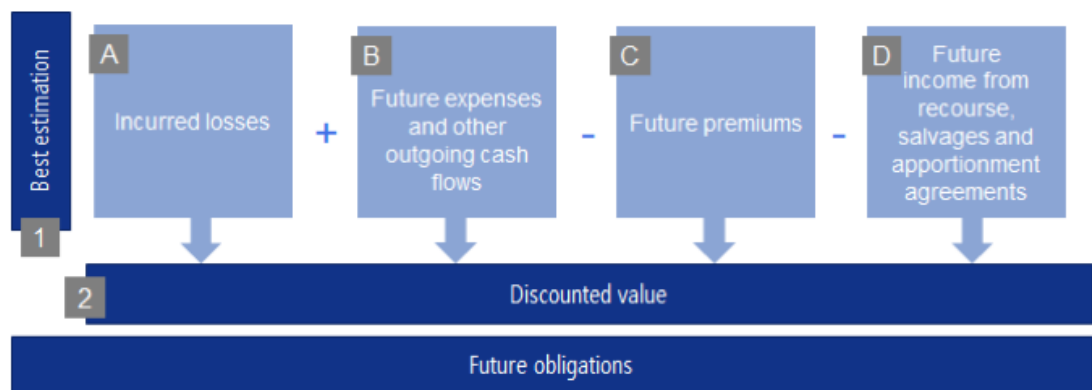 Best estimation
1
A
Incurred losses
+
B
Future expenses
and other
outgoing cash
flows
-
C
Future premiums
-
D
Future
income from
recourse,
salvages and
apportionment
agreements
2
Discounted value
Future obligations